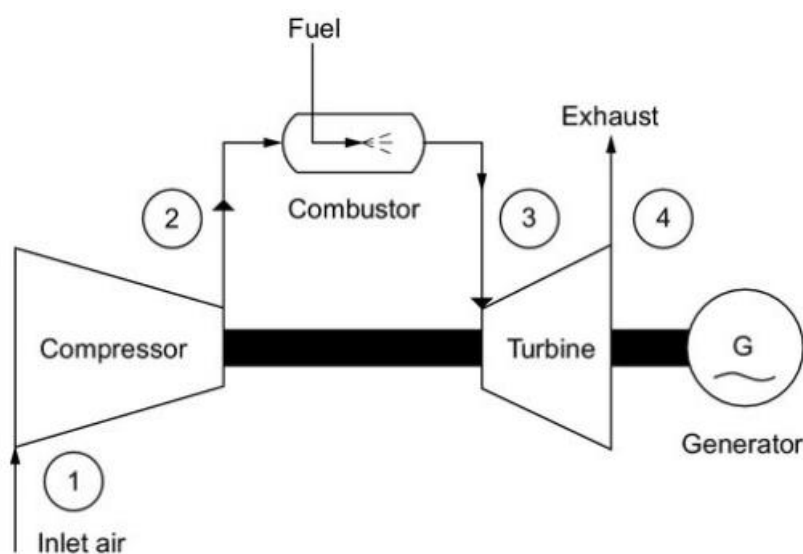 Fuel
Exhaust
Combustor
2
3
4
Compressor
Turbine
G
Generator
1
Inlet air